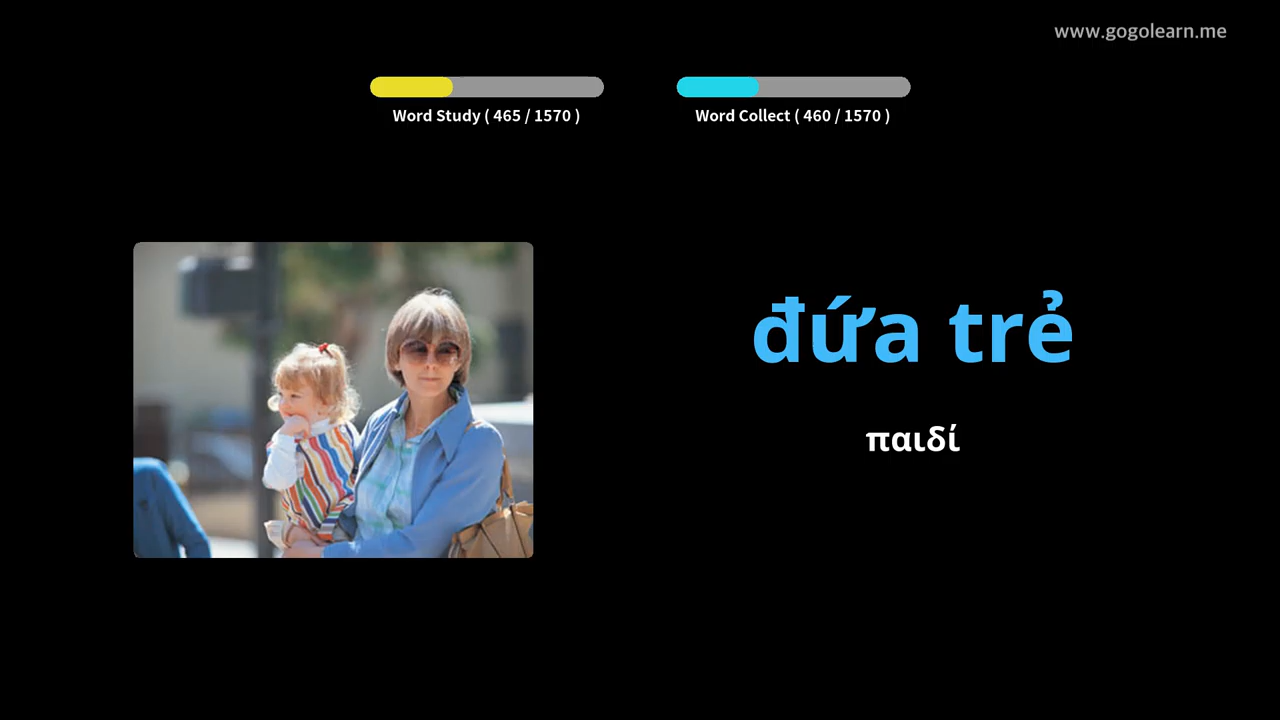 www.gogolearn.me
Word Study ( 465 / 1570 )
Word Collect ( 460 / 1570 )
đứa trẻ
παιδί